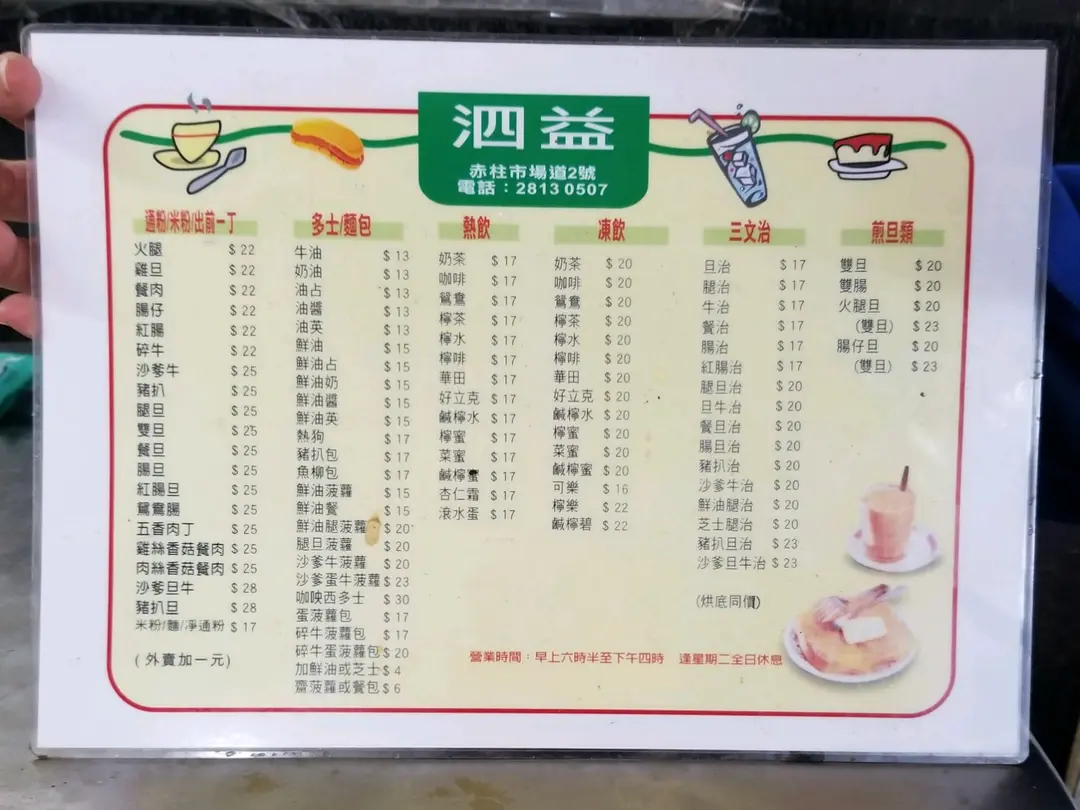 泗益
赤柱市場道2號
電話：2813 0507
通粉/米粉/出前一丁
火腿 $22
雞旦 $22
餐肉 $22
腸仔 $22
紅腸 $22
碎牛 $22
沙爹牛 $25
豬扒 $25
腿旦 $25
雙旦 $25
餐旦 $25
腸旦 $25
紅腸旦 $25
鴛鴦腸 $25
五香肉丁 $25
雞絲香菇餐肉 $25
肉絲香菇餐肉 $25
沙爹旦牛 $28
豬扒旦 $28
米粉/麵/凈通粉 $17
(外賣加一元)
多士/麵包
牛油 $13
奶油 $13
油占 $13
油醬 $13
油英 $13
鮮油 $15
鮮油占 $15
鮮油奶 $15
鮮油醬 $15
鮮油英 $15
熱狗 $17
豬扒包 $17
魚柳包 $17
鮮油菠蘿 $15
鮮油餐 $15
鮮油腿菠蘿 $20
腿旦菠蘿 $20
沙爹牛菠蘿 $20
沙爹蛋牛菠蘿 $23
咖央西多士 $30
蛋菠蘿包 $17
碎牛菠蘿包 $17
碎牛蛋菠蘿包 $20
加鮮油或芝士 $4
齋菠蘿或餐包 $6
熱飲
奶茶 $17
咖啡 $17
鴛鴦 $17
檸茶 $17
檸水 $17
檸啡 $17
華田 $17
好立克 $17
鹹檸水 $17
檸蜜 $17
菜蜜 $17
鹹檸蜜 $17
杏仁霜 $17
滾水蛋 $17
凍飲
奶茶 $20
咖啡 $20
鴛鴦 $20
檸茶 $20
檸水 $20
檸啡 $20
華田 $20
好立克 $20
鹹檸水 $20
檸蜜 $20
菜蜜 $20
鹹檸蜜 $20
可樂 $16
檸樂 $22
鹹檸碧 $22
三文治
旦治 $17
腿治 $17
牛治 $17
餐治 $17
腸治 $17
紅腸治 $17
腿旦治 $20
旦牛治 $20
餐旦治 $20
腸旦治 $20
豬扒治 $20
沙爹牛治 $20
鮮油腿治 $20
芝士腿治 $20
豬扒旦治 $23
沙爹旦牛治 $23
(烘底同價)
煎旦類
雙旦 $20
雙腸 $20
火腿旦 $20
(雙旦) $23
腸仔旦 $20
(雙旦) $23
營業時間：早上六時半至下午四時 逢星期二全日休息